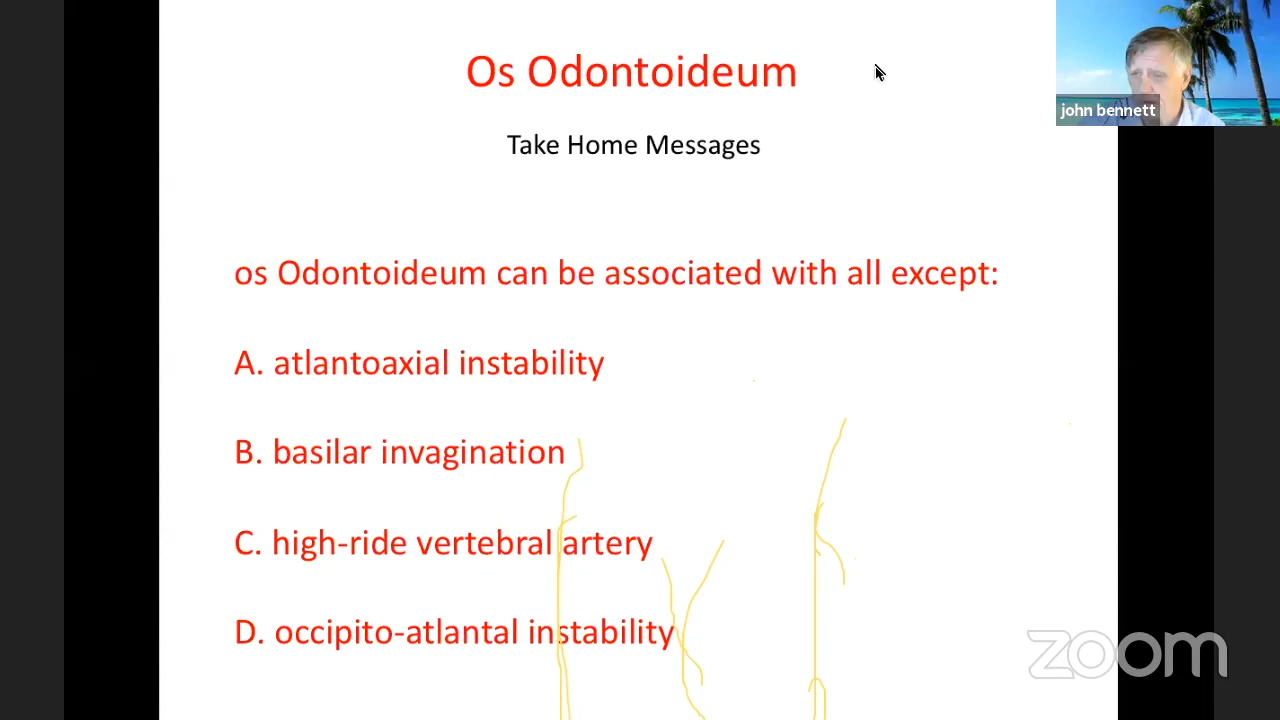 Os Odontoideum
john bennett
Take Home Messages
os Odontoideum can be associated with all except:
A. atlantoaxial instability
B. basilar invagination
C. high-ride vertebral artery
D. occipito-atlantal instability
zoom